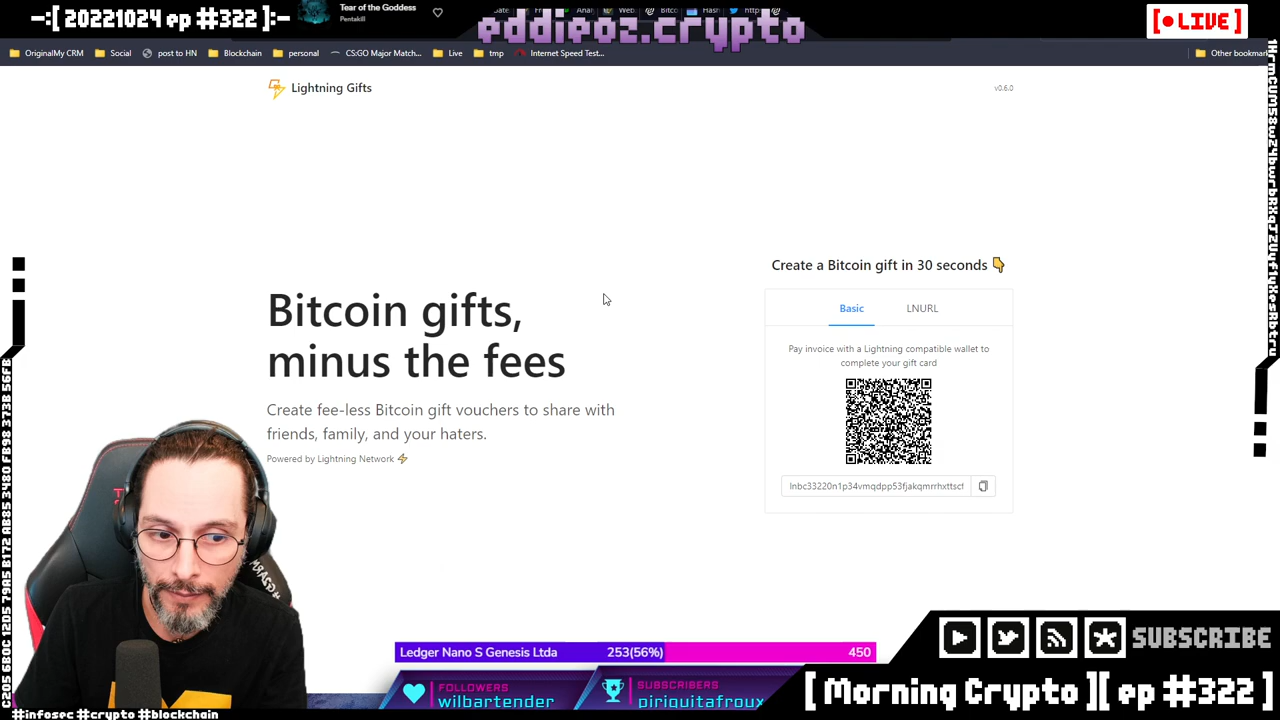 -:[ 20221024 ep #322 ]:-
Tear of the Goddess
Pentakill
eddieoz.crypto
[ LIVE ]
OriginalMy CRM
Social
post to HN
Blockchain
personal
CS:GO Major Match...
Live
tmp
Internet Speed Test...
Other bookmar
Lightning Gifts
v0.6.0
Bitcoin gifts,
minus the fees
Create fee-less Bitcoin gift vouchers to share with
friends, family, and your haters.
Powered by Lightning Network
Create a Bitcoin gift in 30 seconds
Basic
LNURL
Pay invoice with a Lightning compatible wallet to
complete your gift card
lnbc33220n1p34vmqdpp53fjakqmrrhxttsct
Ledger Nano S Genesis Ltda
253(56%)
450
FOLLOWERS
wilbartender
SUBSCRIBERS
piriguitafroux
SUBSCRIBE
[ Morning Crypto ][ ep #322 ]
#infosec #crypto #blockchain